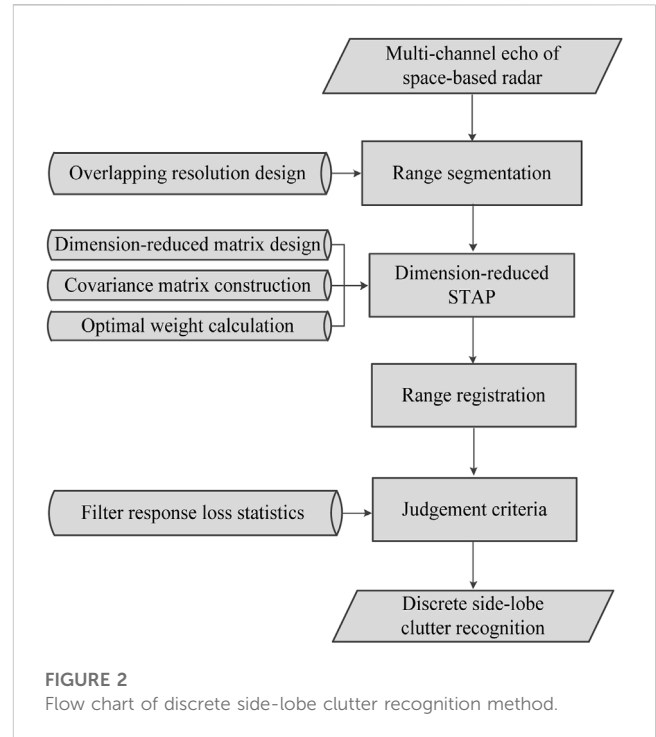 Multi-channel echo of
space-based radar
Overlapping resolution design
Range segmentation
Dimension-reduced matrix design
Covariance matrix construction
Optimal weight calculation
Dimension-reduced
STAP
Range registration
Filter response loss statistics
Judgement criteria
Discrete side-lobe
clutter recognition
FIGURE 2
Flow chart of discrete side-lobe clutter recognition method.